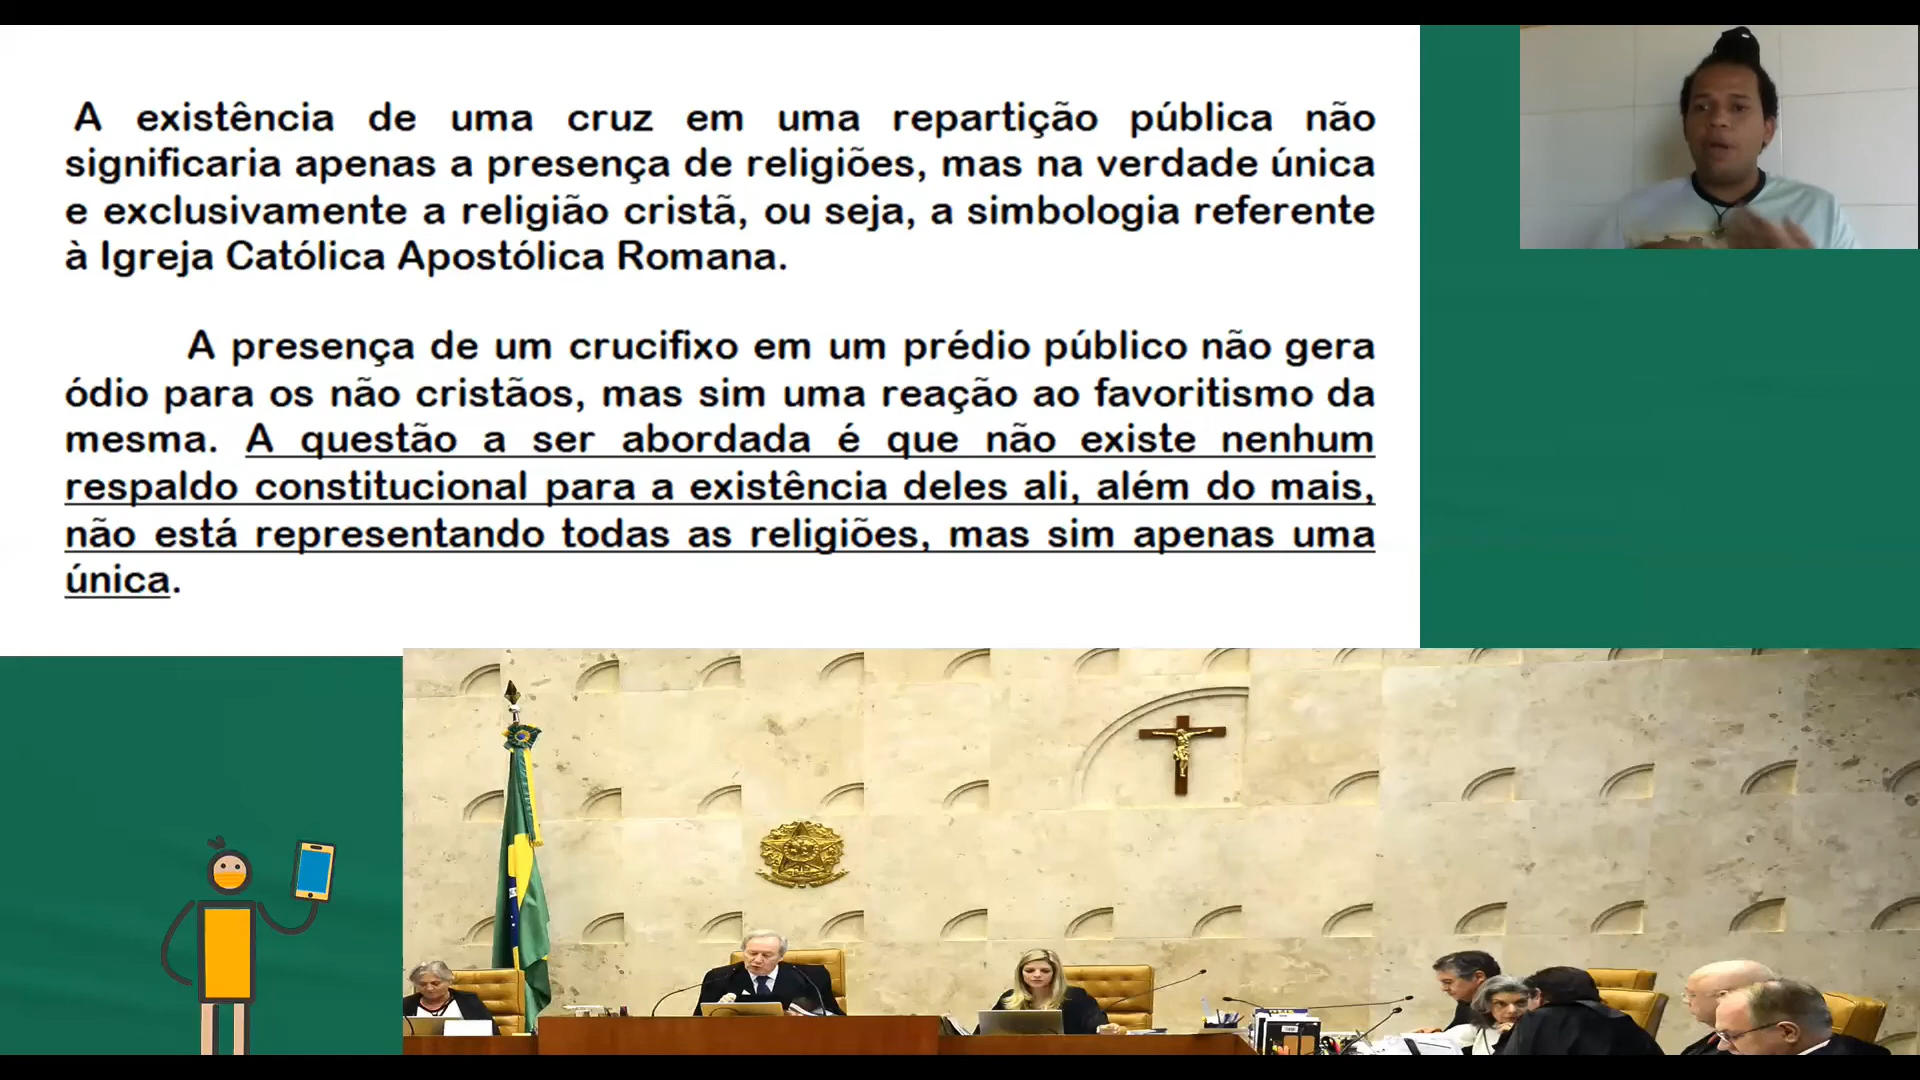 A existência de uma cruz em uma repartição pública não
significaria apenas a presença de religiões, mas na verdade única
e exclusivamente a religião cristã, ou seja, a simbologia referente
à Igreja Católica Apostólica Romana.
A presença de um crucifixo em um prédio público não gera
ódio para os não cristãos, mas sim uma reação ao favoritismo da
mesma. A questão a ser abordada é que não existe nenhum
respaldo constitucional para a existência deles ali, além do mais,
não está representando todas as religiões, mas sim apenas uma
única.